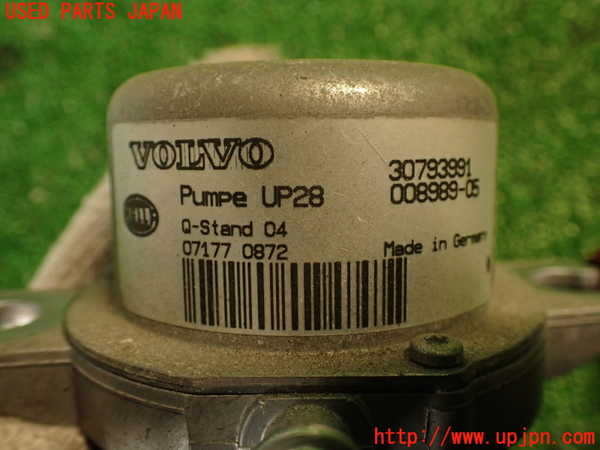 USED PARTS JAPAN
VOLVO
30793991
Pumpe UP28
008989-05
HELLA
Q-Stand 04
07177 0872
Made in Germany
http://www.upjpn.com